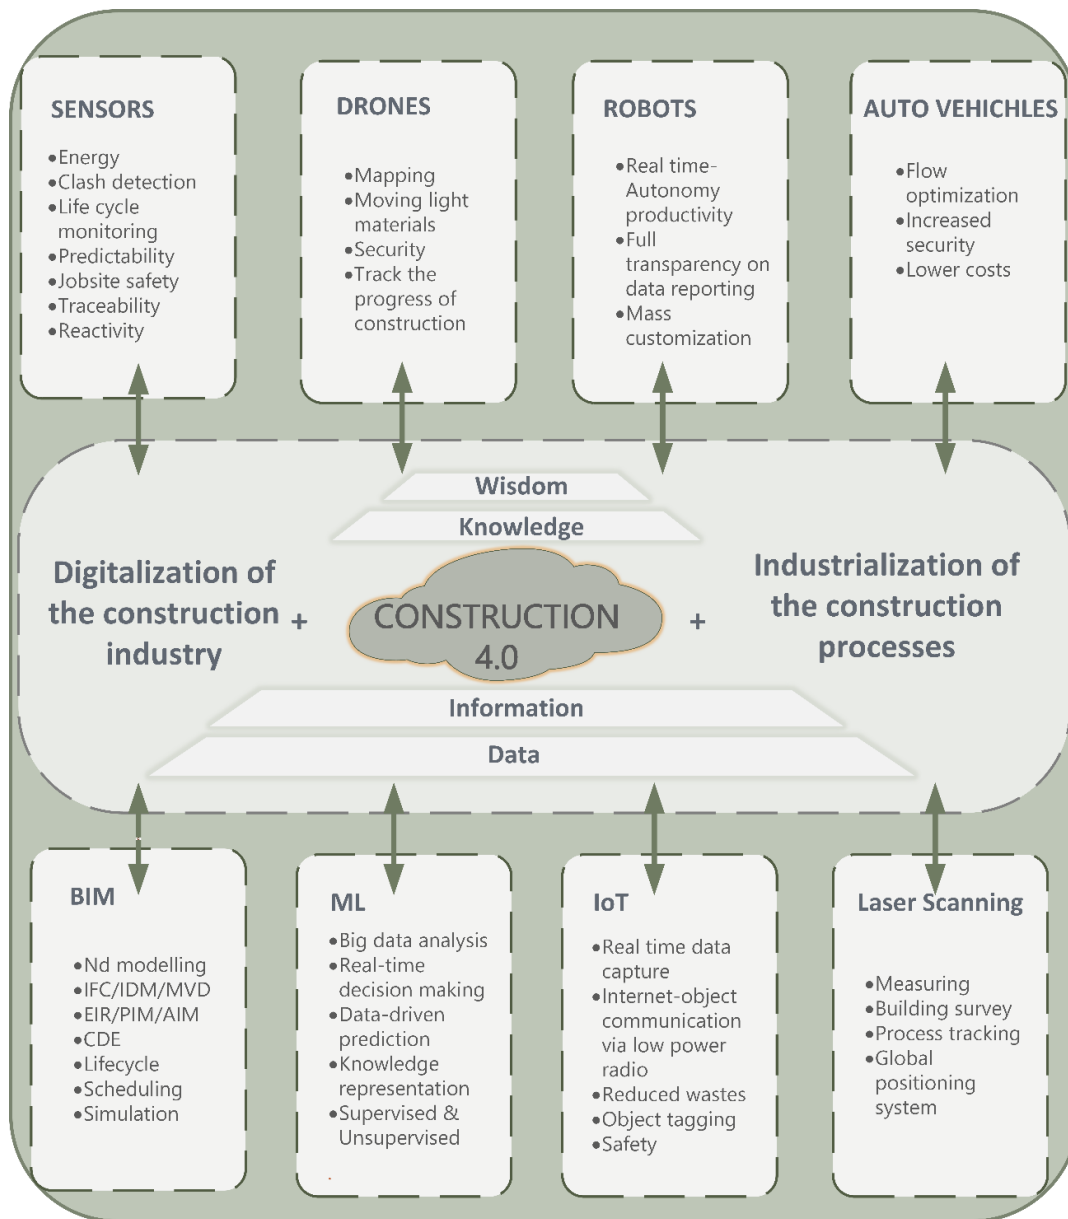 SENSORS
•Energy
•Clash detection
•Life cycle
monitoring
•Predictability
•Jobsite safety
•Traceability
•Reactivity
DRONES
•Mapping
•Moving light
materials
•Security
•Track the
progress of
construction
ROBOTS
•Real time-
Autonomy
productivity
•Full
transparency on
data reporting
•Mass
customization
AUTO VEHICHLES
•Flow
optimization
•Increased
security
•Lower costs
Wisdom
Knowledge
Digitalization of
the construction
industry
+
CONSTRUCTION
4.0
+
Industrialization of
the construction
processes
Information
Data
BIM
•Nd modelling
•IFC/IDM/MVD
•EIR/PIM/AIM
•CDE
•Lifecycle
•Scheduling
•Simulation
ML
•Big data analysis
•Real-time
decision making
•Data-driven
prediction
•Knowledge
representation
•Supervised &
Unsupervised
.
IoT
•Real time data
capture
•Internet-object
communication
via low power
radio
•Reduced wastes
•Object tagging
•Safety
Laser Scanning
•Measuring
•Building survey
•Process tracking
•Global
positioning
system